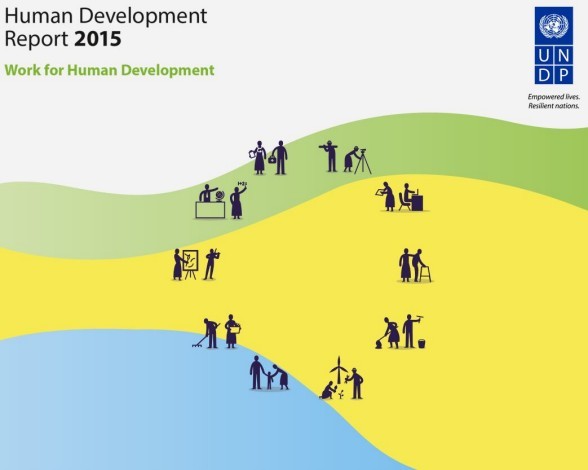 Human Development
Report 2015
Work for Human Development
U N
D P
Empowered lives.
Resilient nations.